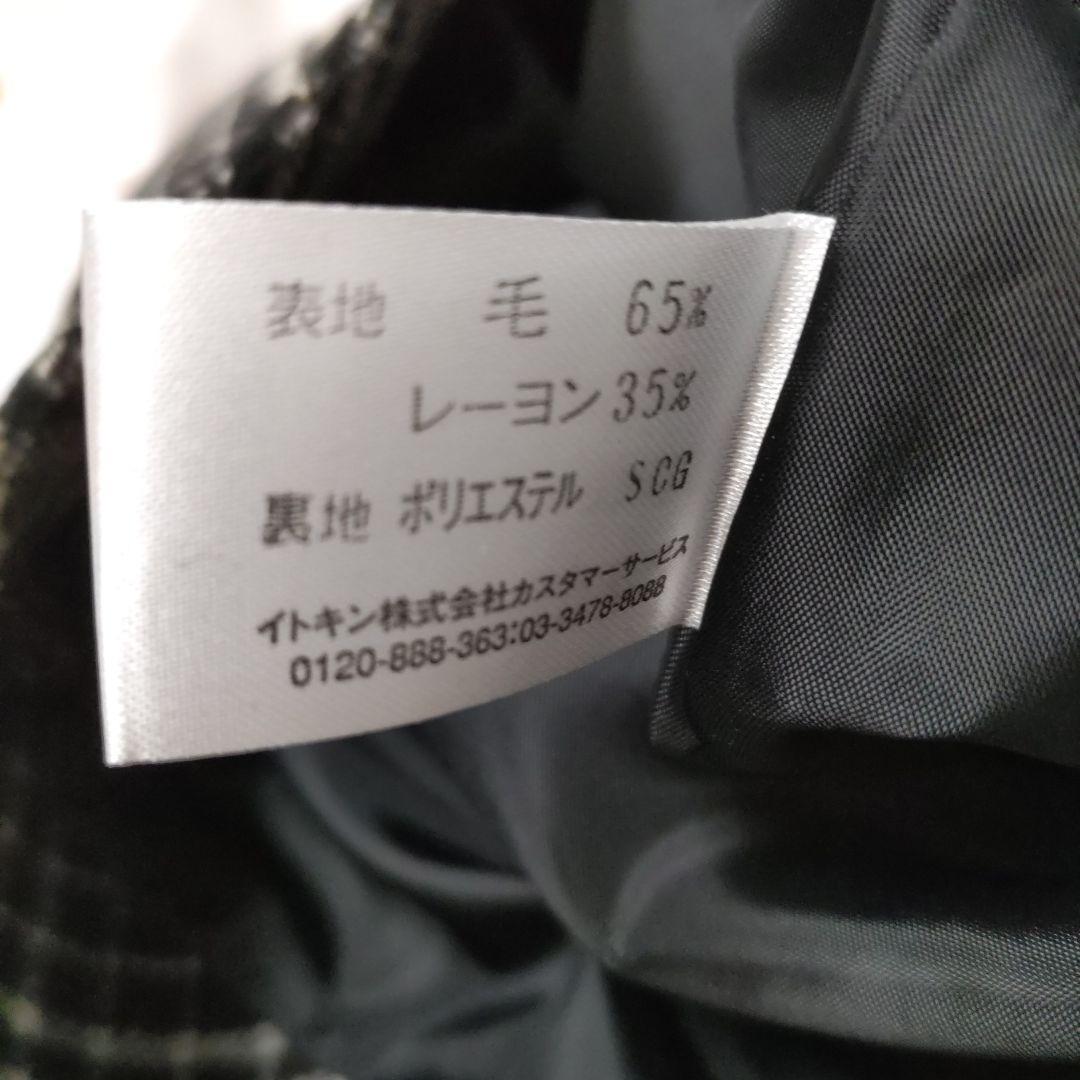 表地 毛 65%
レーヨン 35%
裏地 ポリエステル SCG
イトキン株式会社カスタマーサービス
0120-888-363:03-3478-8088